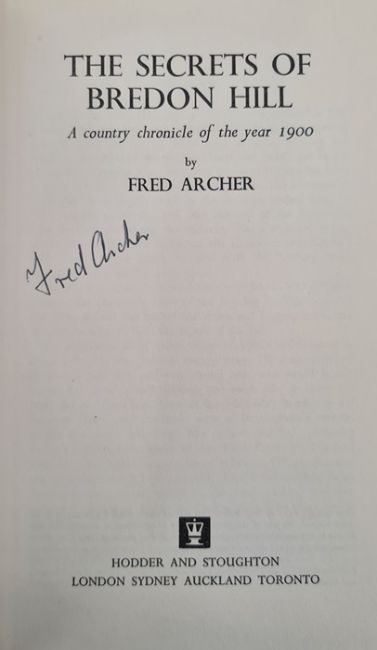 THE SECRETS OF
BREDON HILL
A country chronicle of the year 1900
by
FRED ARCHER
Fred Archer
HODDER AND STOUGHTON
LONDON SYDNEY AUCKLAND TORONTO